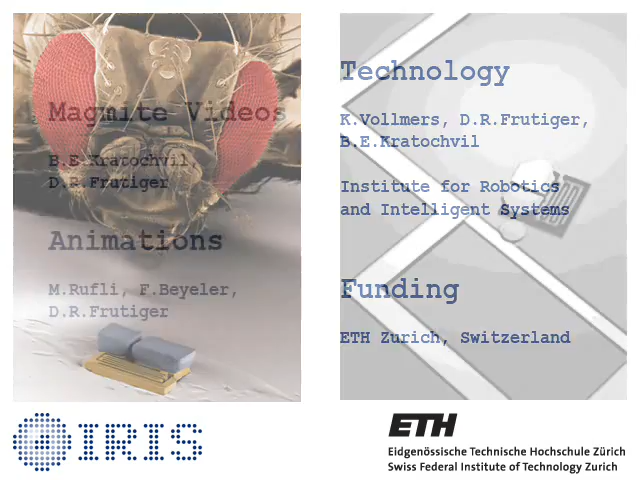 Magmite Videos
B.E.Kratochvil,
D.R.Frutiger
Animations
M.Rufli, F.Beyeler,
D.R.Frutiger
Technology
K.Vollmers, D.R.Frutiger,
B.E.Kratochvil
Institute for Robotics
and Intelligent Systems
Funding
ETH Zurich, Switzerland
IRIS
ETH
Eidgenössische Technische Hochschule Zürich
Swiss Federal Institute of Technology Zurich